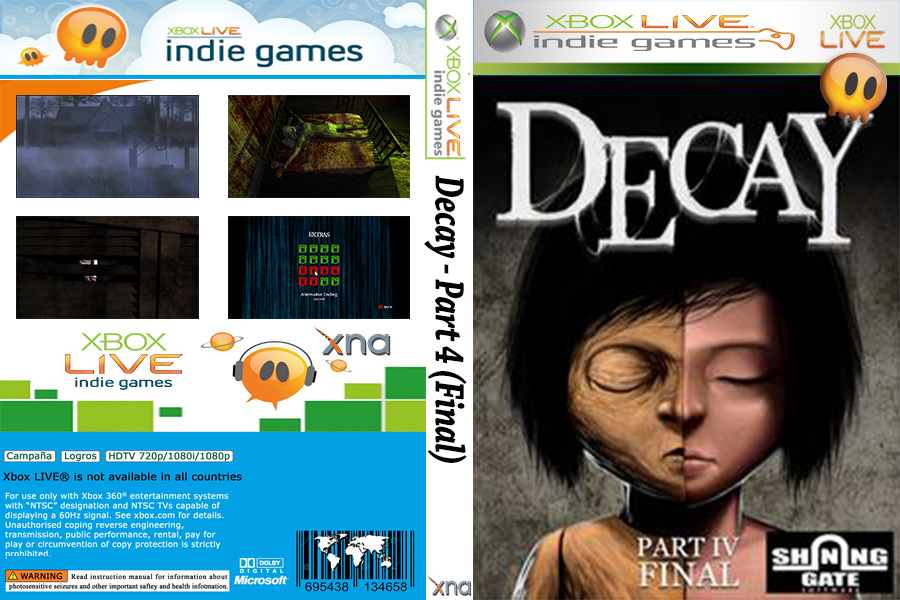 XBOX LIVE
indie games
EXTRAS
Alternative Ending
XBOX
LIVE
indie games
xna
Campaña Logros HDTV 720p/1080i/1080p
Xbox LIVE® is not available in all countries
For use only with Xbox 360® entertainment systems
with “NTSC” designation and NTSC TVs capable of
displaying a 60Hz signal. See xbox.com for details.
Unauthorised coping reverse engineering,
transmission, public performance, rental, pay for
play or circumvention of copy protection is strictly
prohibited.
WARNING Read instruction manual for information about
photosensitive seizures and other important saftey and health infotmation.
DOLBY
DIGITAL
Microsoft®
695438 134658
XBOX LIVE
indie games
Decay - Part 4 (Final)
xna
XBOX LIVE
indie games
XBOX
LIVE
DECAY
PART IV
FINAL
SHINING
GATE
software